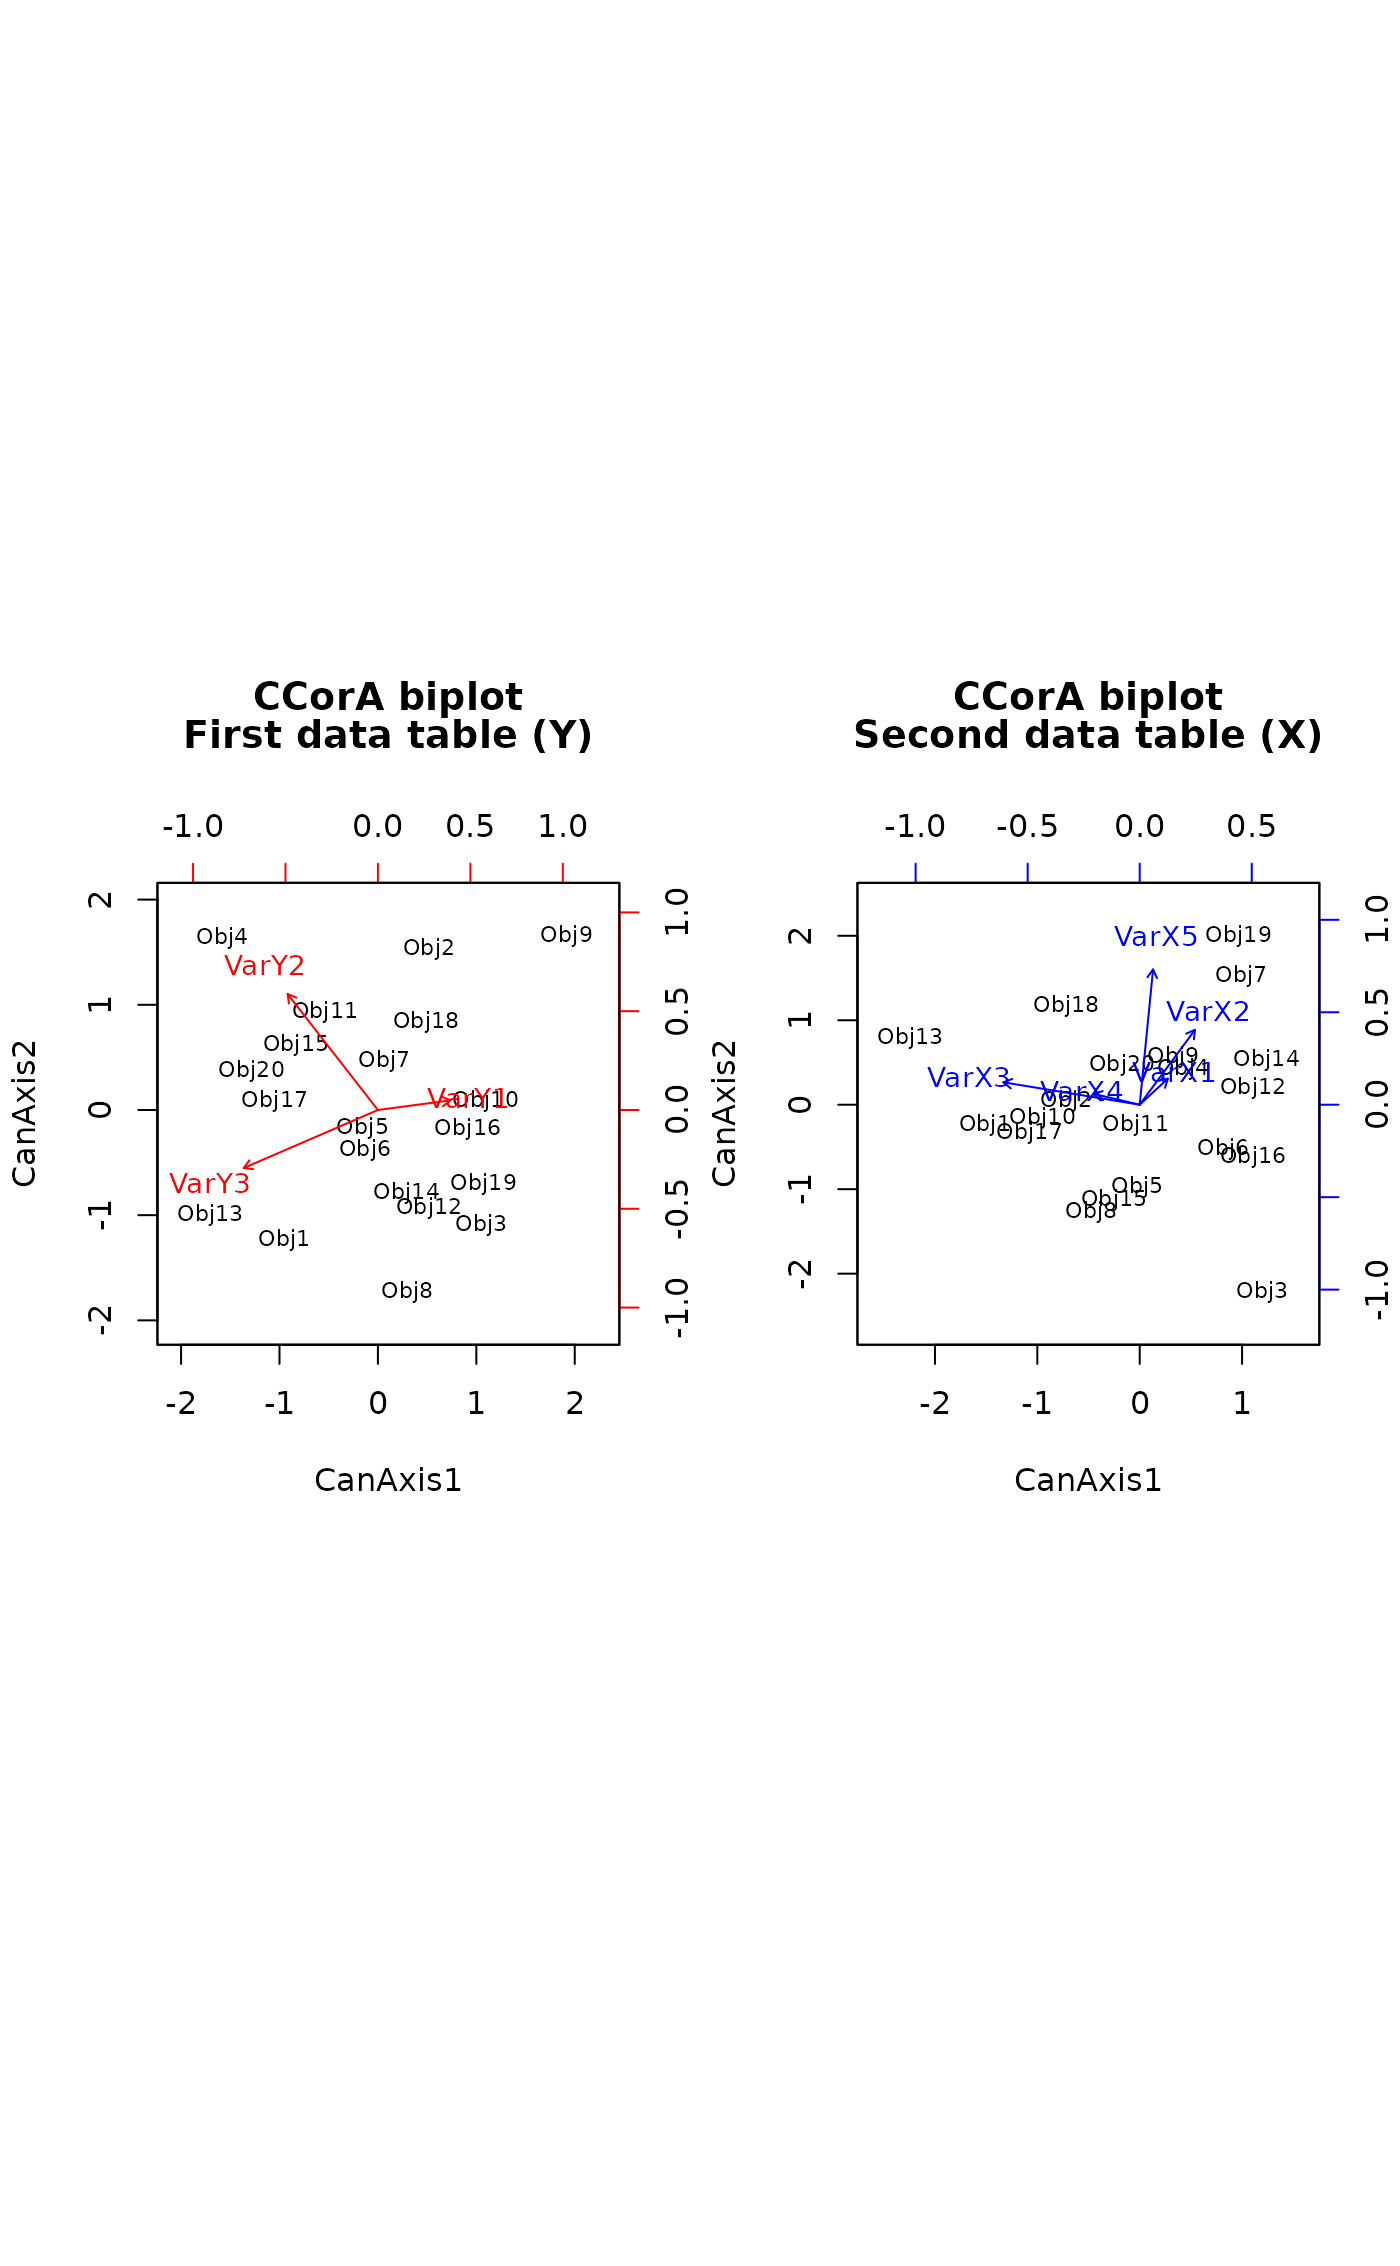 CCorA biplot
First data table (Y)
-1.0 0.0 0.5 1.0
2 1 0 -1 -2
CanAxis2
1.0 0.5 0.0 -0.5 -1.0
Obj4
Obj2
Obj9
VarY2
Obj11
Obj18
Obj15
Obj7
Obj20
Obj17
VarY1
Obj10
Obj5
Obj16
Obj6
VarY3
Obj14
Obj19
Obj12
Obj13
Obj3
Obj1
Obj8
-2 -1 0 1 2
CanAxis1
CCorA biplot
Second data table (X)
-1.0 -0.5 0.0 0.5
2 1 0 -1 -2
CanAxis2
1.0 0.5 0.0 -1.0
VarX5
Obj19
Obj7
Obj18
VarX2
Obj13
Obj9
Obj14
Obj20
Obj4
VarX1
VarX3
Obj12
VarX4
Obj2
Obj10
Obj1
Obj17
Obj11
Obj6
Obj16
Obj5
Obj15
Obj8
Obj3
-2 -1 0 1
CanAxis1